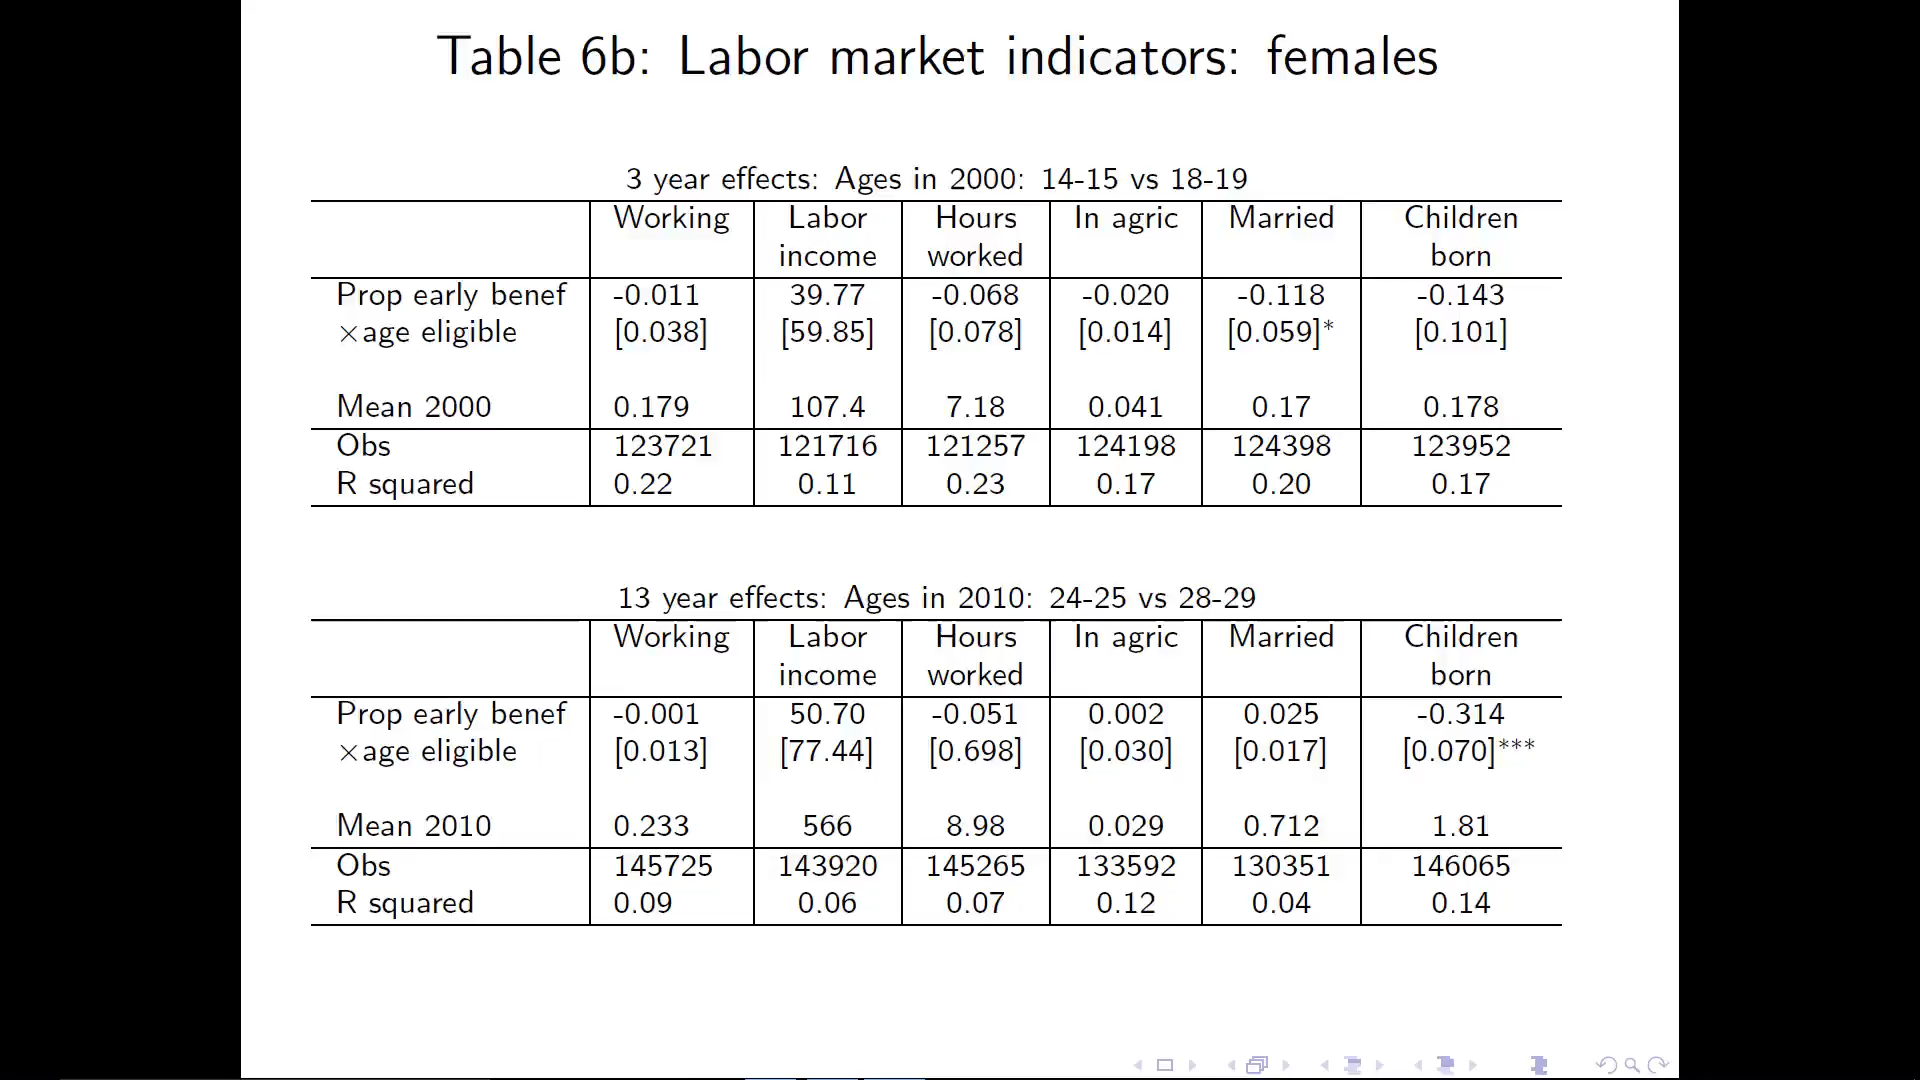 Table 6b: Labor market indicators: females
3 year effects: Ages in 2000: 14-15 vs 18-19
Working Labor Hours In agric Married Children
income worked born
Prop early benef -0.011 39.77 -0.068 -0.020 -0.118 -0.143
×age eligible [0.038] [59.85] [0.078] [0.014] [0.059]* [0.101]
Mean 2000 0.179 107.4 7.18 0.041 0.17 0.178
Obs 123721 121716 121257 124198 124398 123952
R squared 0.22 0.11 0.23 0.17 0.20 0.17
13 year effects: Ages in 2010: 24-25 vs 28-29
Working Labor Hours In agric Married Children
income worked born
Prop early benef -0.001 50.70 -0.051 0.002 0.025 -0.314
×age eligible [0.013] [77.44] [0.698] [0.030] [0.017] [0.070]***
Mean 2010 0.233 566 8.98 0.029 0.712 1.81
Obs 145725 143920 145265 133592 130351 146065
R squared 0.09 0.06 0.07 0.12 0.04 0.14